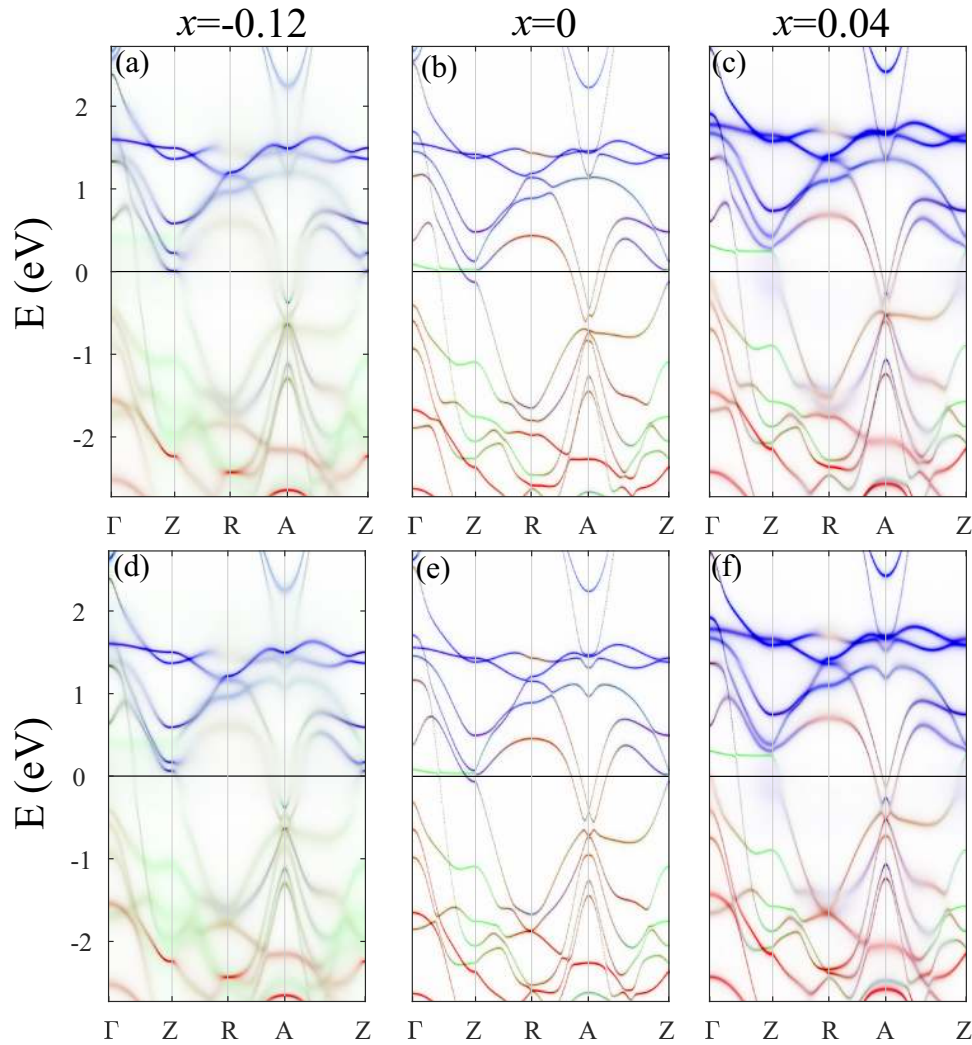 x=-0.12 x=0 x=0.04
(a) (b) (c)
2
1
0
-1
-2
E (eV)
Γ Z R A Z Γ Z R A Z Γ Z R A Z
(d) (e) (f)
2
1
0
-1
-2
E (eV)
Γ Z R A Z Γ Z R A Z Γ Z R A Z